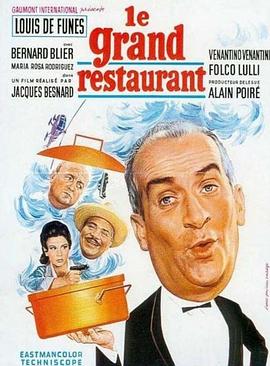 GAUMONT INTERNATIONAL présente
LOUIS DE FUNES
le
grand
restaurant
avec
BERNARD BLIER
MARIA ROSA RODRIGUEZ
dans
UN FILM RÉALISÉ PAR
JACQUES BESNARD
VENANTINO VENANTINI
FOLCO LULLI
PRODUCTEUR DELEGUE
ALAIN POIRÉ
EASTMANCOLOR
TECHNISCOPE